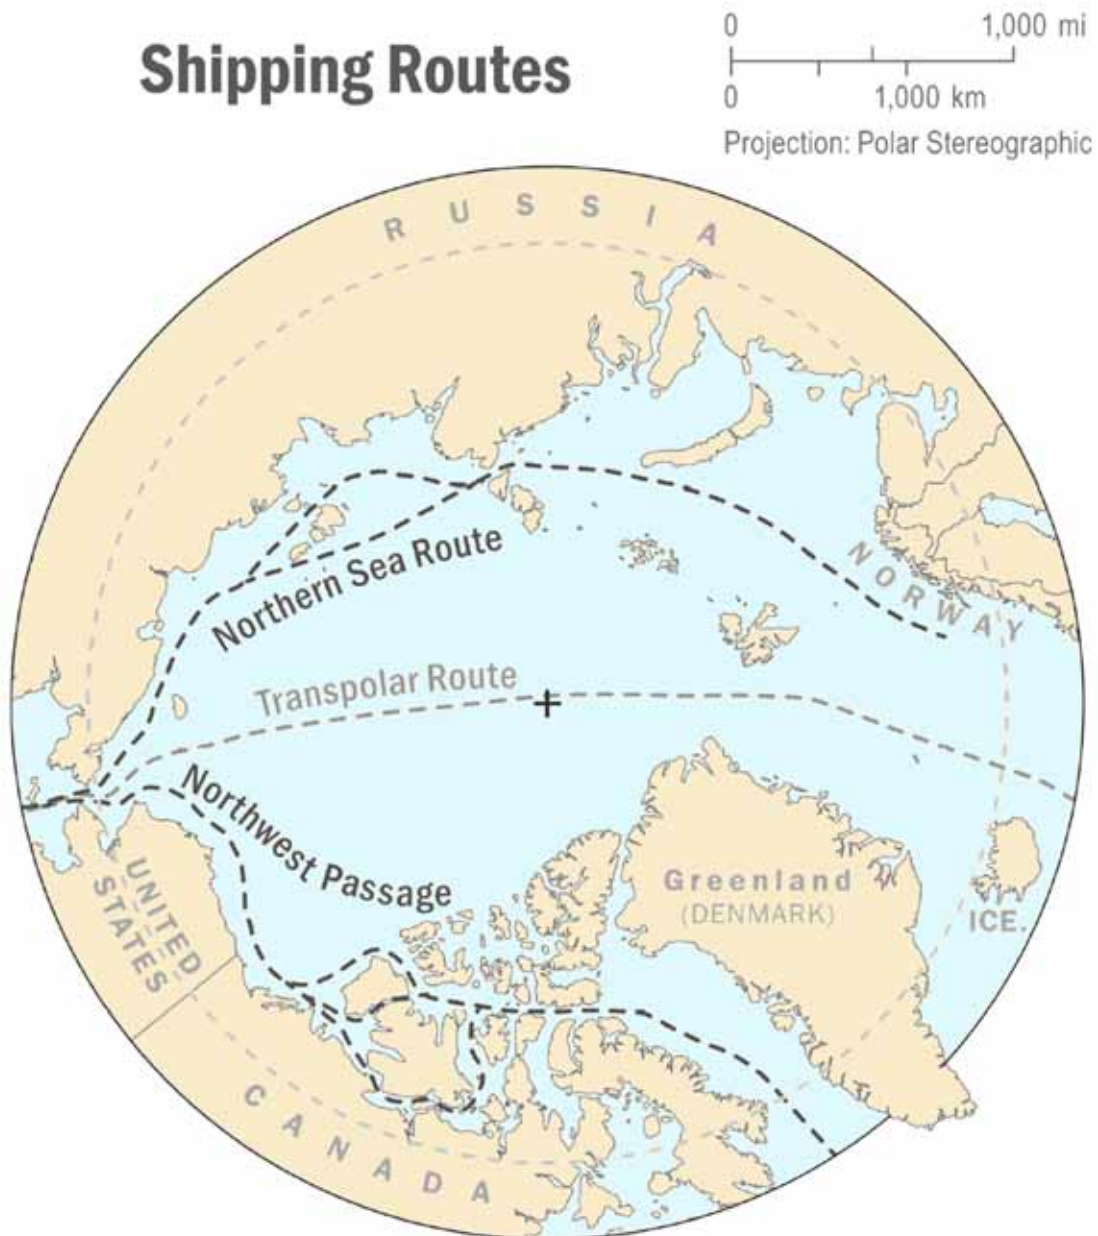 Shipping Routes
0 1,000 mi
0 1,000 km
Projection: Polar Stereographic
RUSSIA
NORWAY
Northern Sea Route
Transpolar Route
Northwest Passage
UNITED
STATES
Greenland
(DENMARK)
ICE.
CANADA